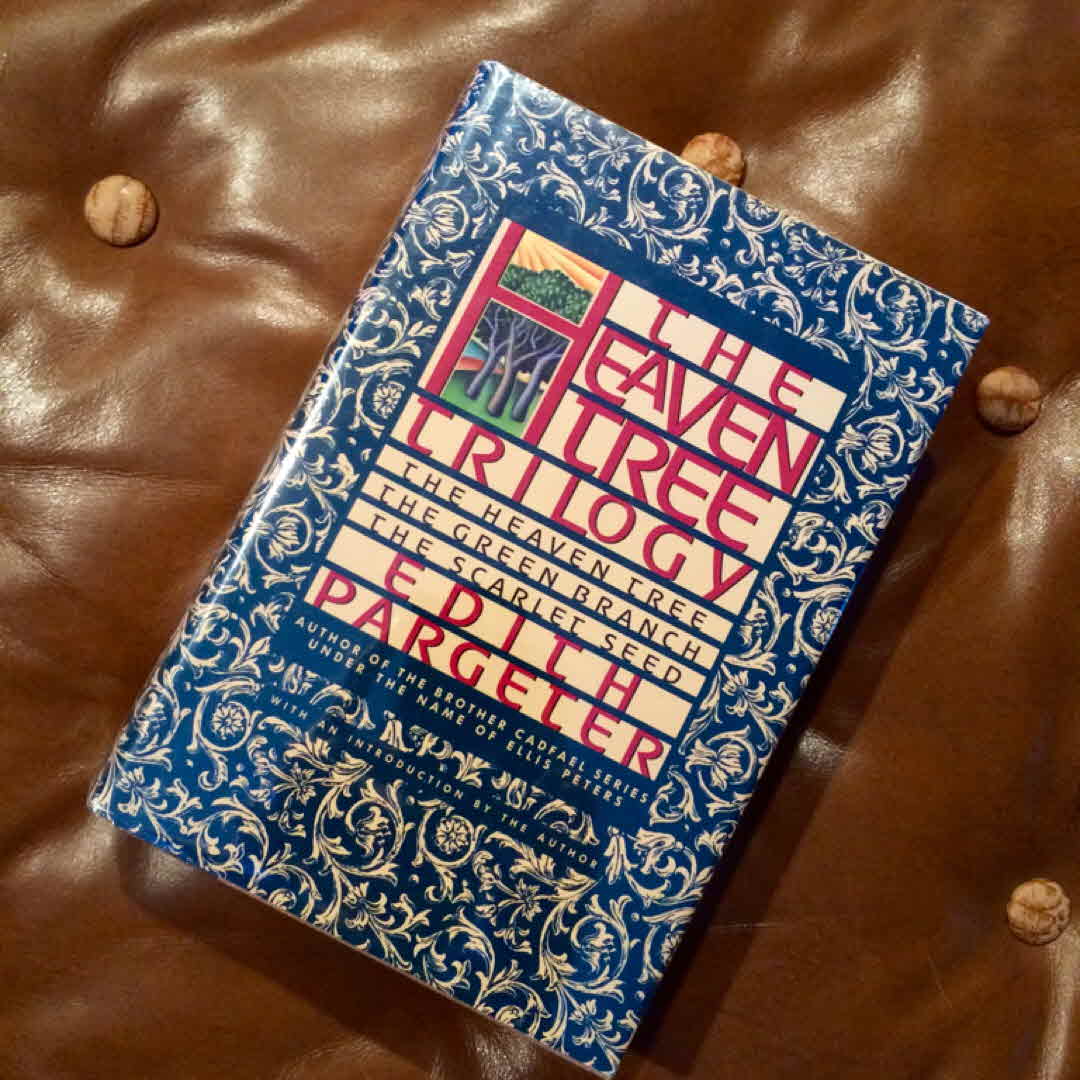 THE
HEAVEN
TREE
TRILOGY
THE HEAVEN TREE
THE GREEN BRANCH
THE SCARLET SEED
EDITH
PARGETER
AUTHOR OF THE BROTHER CADFAEL SERIES
UNDER THE NAME OF ELLIS PETERS
WITH AN INTRODUCTION BY THE AUTHOR